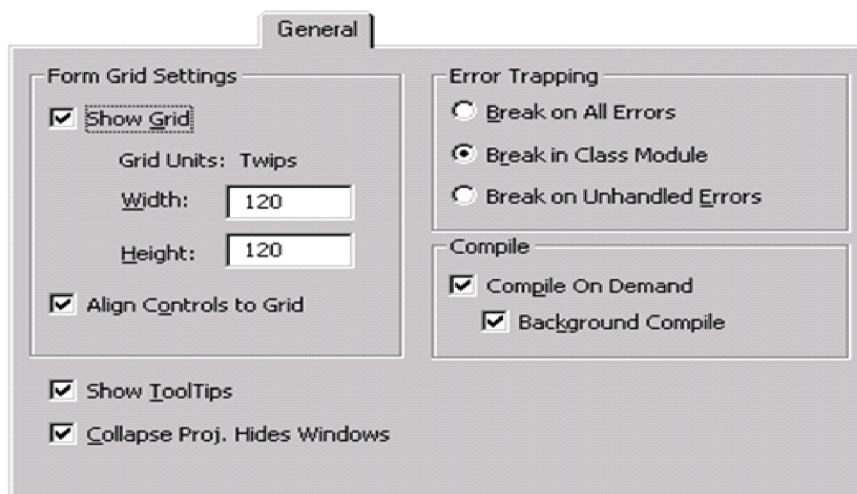 General
Form Grid Settings
Show Grid
Grid Units: Twips
Width: 120
Height: 120
Align Controls to Grid
Show ToolTips
Collapse Proj. Hides Windows
Error Trapping
Break on All Errors
Break in Class Module
Break on Unhandled Errors
Compile
Compile On Demand
Background Compile